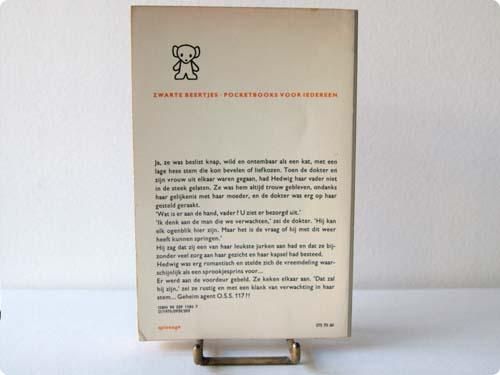 ZWARTE BEERTJES · POCKETBOOKS VOOR IEDEREEN
Ja, ze was beslist knap, wild en ontembaar als een kat, met een
lage hese stem die kon bevelen of liefkozen. Toen de dokter en
zijn vrouw uit elkaar waren gegaan, had Hedwig haar vader niet
in de steek gelaten. Ze was hem altijd trouw gebleven, ondanks
haar gelijkenis met haar moeder, en de dokter was erg op haar
gesteld geraakt.
'Wat is er aan de hand, vader? U ziet er bezorgd uit.'
'Ik denk aan de man die we verwachten,' zei de dokter. 'Hij kan
elk ogenblik hier zijn. Maar het is de vraag of hij met dit weer
heeft kunnen springen.'
Hij zag dat zij een van haar leukste jurken aan had en dat ze bij-
zonder veel zorg aan haar gezicht en haar kapsel had besteed.
Hedwig was erg romantisch en stelde zich de vreemdeling waar-
schijnlijk als een sprookjesprins voor...
Er werd aan de voordeur gebeld. Ze keken elkaar aan. 'Dat zal
hij zijn,' zei ze rustig en met een klank van verwachting in haar
stem... Geheim agent O.S.S. 117!!
spionage